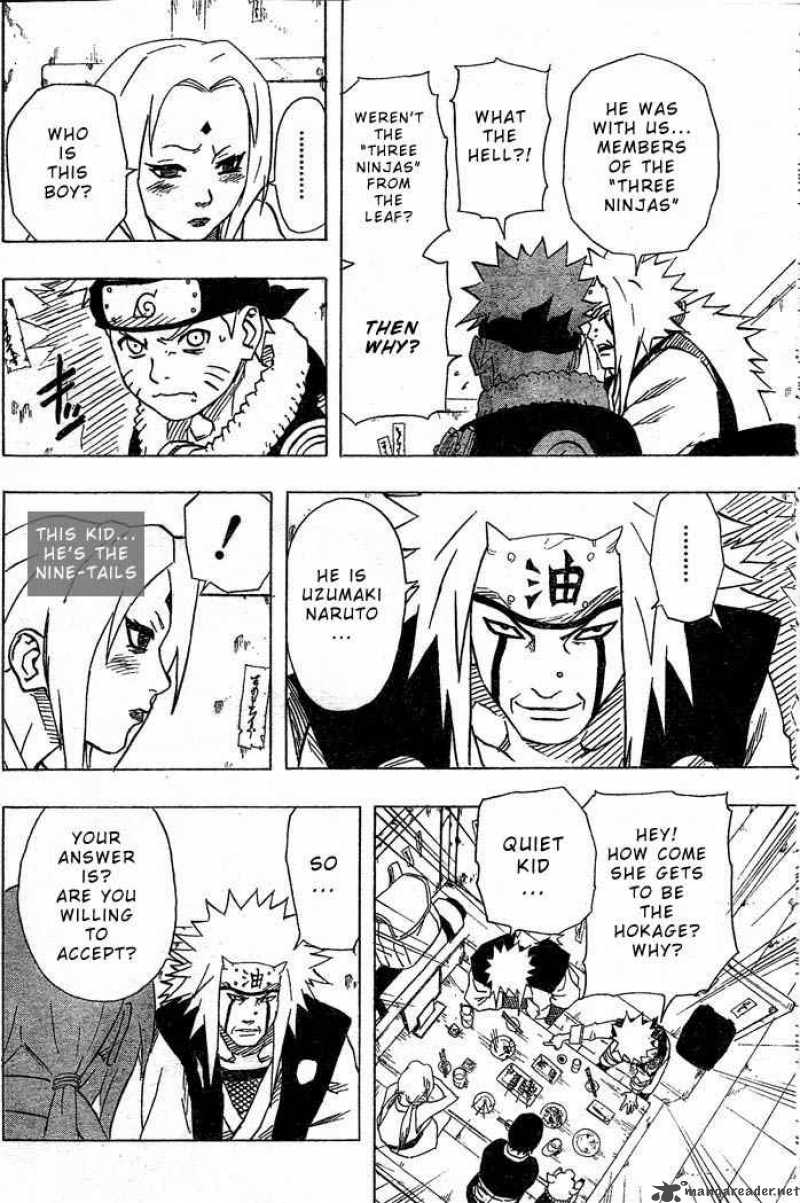 HE WAS
WITH US...
MEMBERS
OF THE
"THREE
NINJAS"
WHAT
THE
HELL?!
WEREN'T
THE
"THREE
NINJAS"
FROM
THE
LEAF?
THEN
WHY?
.........
WHO
IS
THIS
BOY?
.......
油
HE IS
UZUMAKI
NARUTO
...
!
THIS KID...
HE'S THE
NINE-TAILS
HEY!
HOW COME
SHE GETS
TO BE
THE
HOKAGE?
WHY?
QUIET
KID
...
SO
...
油
YOUR
ANSWER
IS?
ARE YOU
WILLING
TO
ACCEPT?
mangareader.net